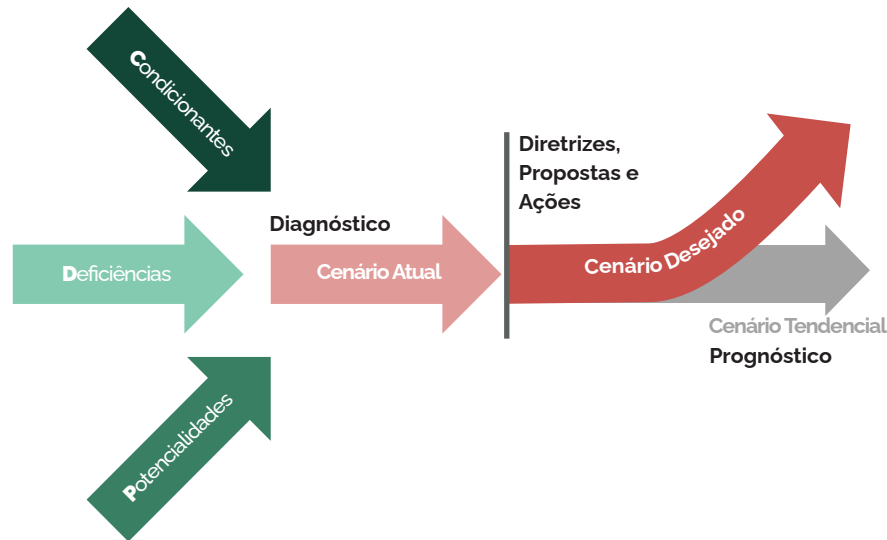 Condicionantes
Deficiências
Potencialidades
Diagnóstico
Cenário Atual
Diretrizes,
Propostas e
Ações
Cenário Desejado
Cenário Tendencial
Prognóstico